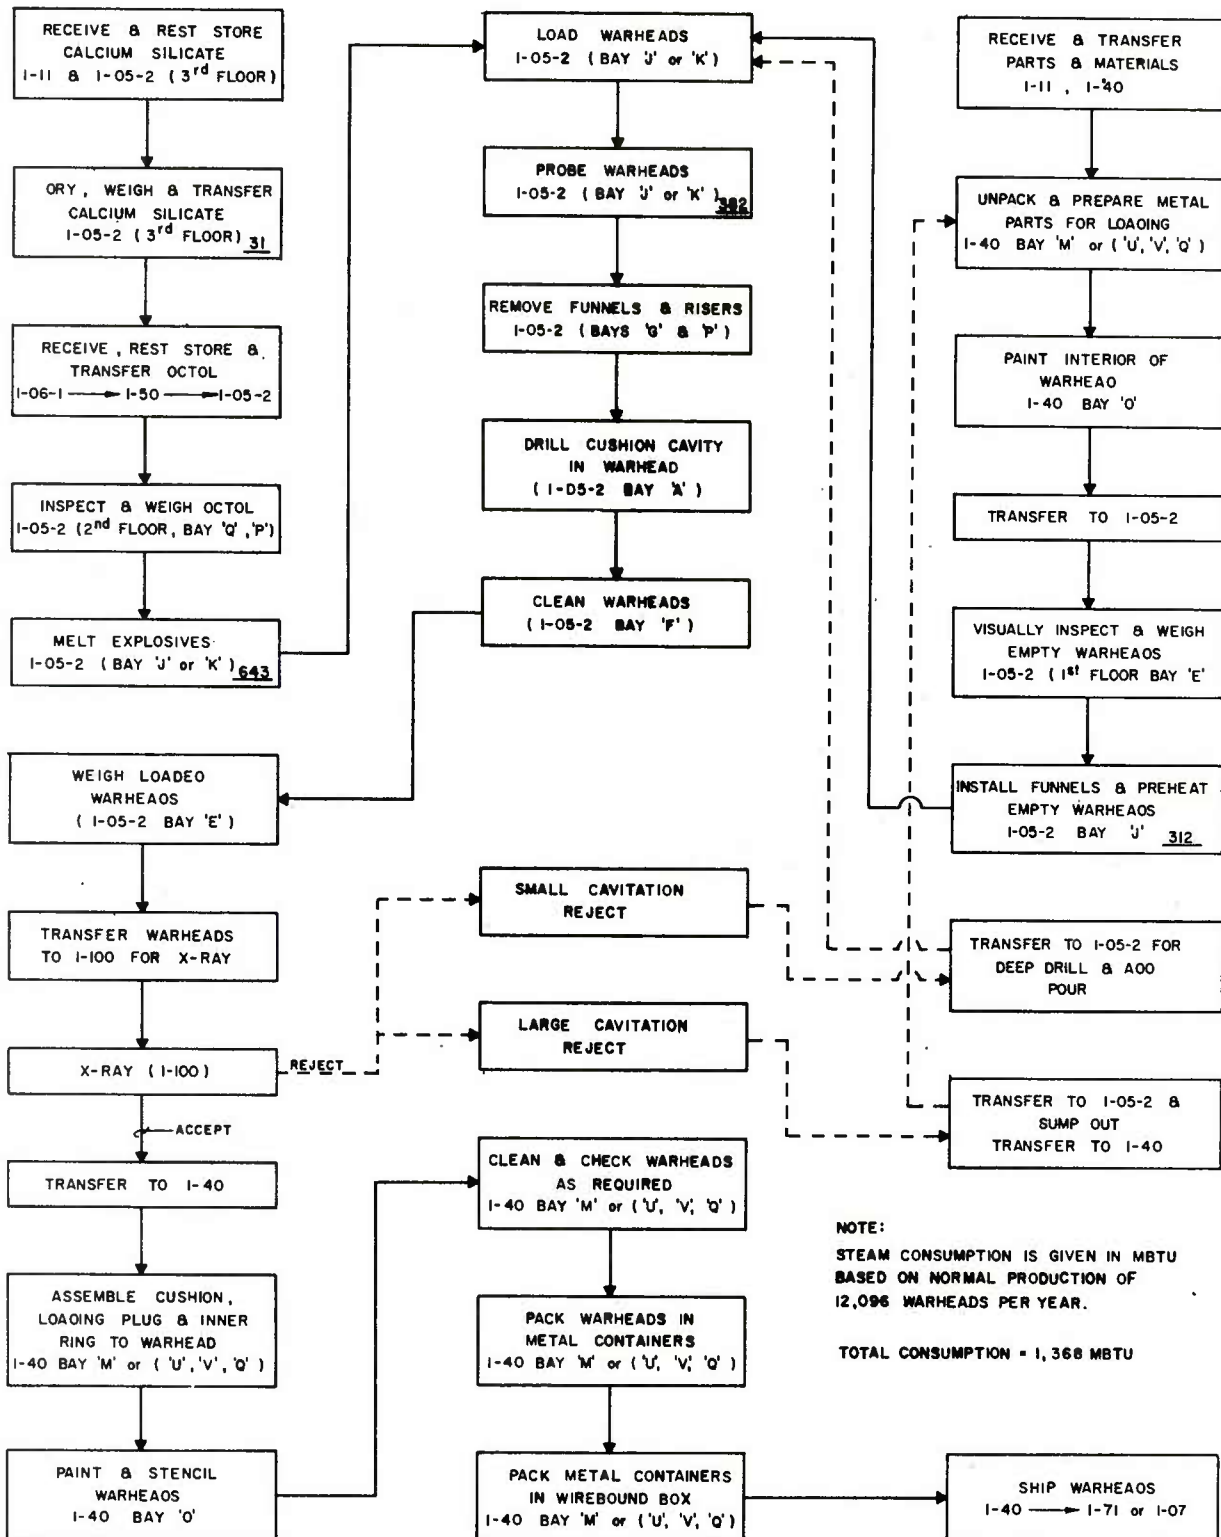 RECEIVE & REST STORE
CALCIUM SILICATE
1-11 & 1-05-2 (3rd FLOOR)
ORY, WEIGH & TRANSFER
CALCIUM SILICATE
1-05-2 (3rd FLOOR) 31
RECEIVE, REST STORE &
TRANSFER OCTOL
1-06-1 → 1-50 → 1-05-2
INSPECT & WEIGH OCTOL
1-05-2 (2nd FLOOR, BAY 'Q', 'P')
MELT EXPLOSIVES
1-05-2 (BAY 'J' or 'K') 643
LOAD WARHEADS
1-05-2 (BAY 'J' or 'K')
PROBE WARHEADS
1-05-2 (BAY 'J' or 'K') 382
REMOVE FUNNELS & RISERS
1-05-2 (BAYS 'G' & 'P')
DRILL CUSHION CAVITY
IN WARHEAD
(1-D5-2 BAY 'A')
CLEAN WARHEADS
(1-05-2 BAY 'F')
RECEIVE & TRANSFER
PARTS & MATERIALS
1-11, 1-40
UNPACK & PREPARE METAL
PARTS FOR LOAOING
1-40 BAY 'M' or ('U', 'V', 'Q')
PAINT INTERIOR OF
WARHEAO
1-40 BAY 'O'
TRANSFER TO 1-05-2
VISUALLY INSPECT & WEIGH
EMPTY WARHEAOS
1-05-2 (1st FLOOR BAY 'E'
INSTALL FUNNELS & PREHEAT
EMPTY WARHEAOS
1-05-2 BAY 'J' 312
WEIGH LOADEO
WARHEAOS
(1-05-2 BAY 'E')
TRANSFER WARHEADS
TO 1-100 FOR X-RAY
X-RAY (1-100)
REJECT
ACCEPT
SMALL CAVITATION
REJECT
LARGE CAVITATION
REJECT
TRANSFER TO 1-05-2 FOR
DEEP DRILL & AOO
POUR
TRANSFER TO 1-05-2 &
SUMP OUT
TRANSFER TO 1-40
TRANSFER TO 1-40
ASSEMBLE CUSHION,
LOAOING PLUG & INNER
RING TO WARHEAD
1-40 BAY 'M' or ('U', 'V', 'Q')
PAINT & STENCIL
WARHEAOS
1-40 BAY 'O'
CLEAN & CHECK WARHEADS
AS REQUIRED
1-40 BAY 'M' or ('U', 'V', 'Q')
PACK WARHEADS IN
METAL CONTAINERS
1-40 BAY 'M' or ('U', 'V', 'Q')
PACK METAL CONTAINERS
IN WIREBOUND BOX
1-40 BAY 'M' or ('U', 'V', 'Q')
SHIP WARHEAOS
1-40 → 1-71 or 1-07
NOTE:
STEAM CONSUMPTION IS GIVEN IN MBTU
BASED ON NORMAL PRODUCTION OF
12,096 WARHEADS PER YEAR.
TOTAL CONSUMPTION = 1,368 MBTU